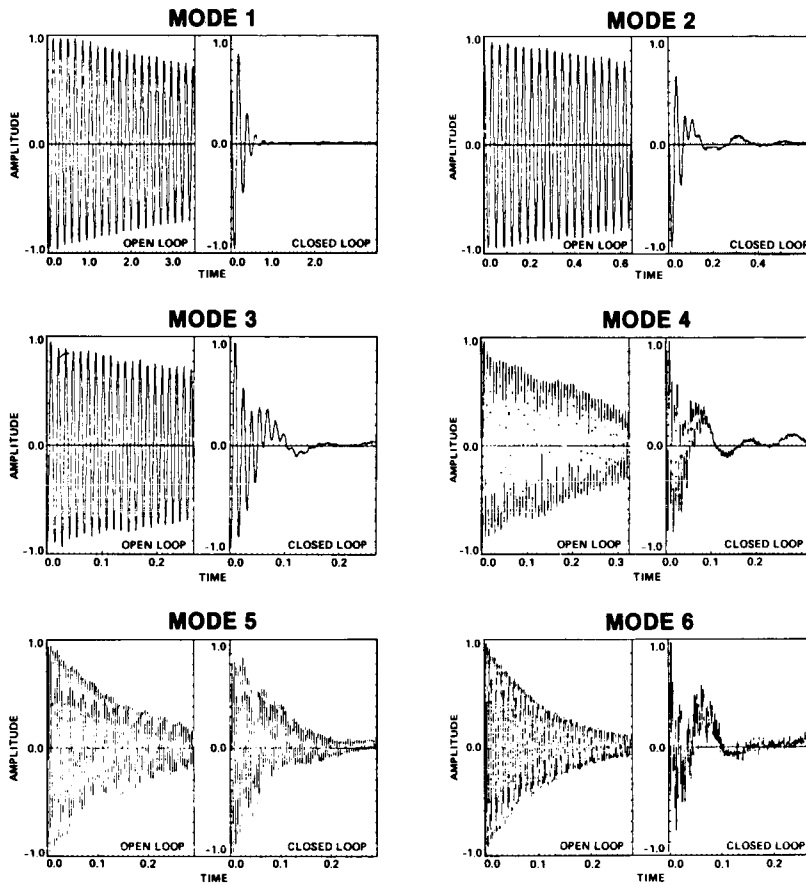 MODE 1
MODE 2
1.0
1.0
0.0
0.0
-1.0
-1.0
AMPLITUDE
OPEN LOOP
CLOSED LOOP
0.0 1.0 2.0 3.0 0.0 1.0 2.0
TIME
1.0
1.0
0.0
0.0
-1.0
-1.0
AMPLITUDE
OPEN LOOP
CLOSED LOOP
0.0 0.2 0.4 0.6 0.0 0.2 0.4
TIME
MODE 3
MODE 4
1.0
1.0
0.0
0.0
-1.0
-1.0
AMPLITUDE
OPEN LOOP
CLOSED LOOP
0.0 0.1 0.2 0.0 0.1 0.2
TIME
1.0
1.0
0.0
0.0
-1.0
-1.0
AMPLITUDE
OPEN LOOP
CLOSED LOOP
0.0 0.1 0.2 0.3 0.0 0.1 0.2
TIME
MODE 5
MODE 6
1.0
1.0
0.0
0.0
-1.0
-1.0
AMPLITUDE
OPEN LOOP
CLOSED LOOP
0.0 0.1 0.2 0.0 0.1 0.2
TIME
1.0
1.0
0.0
0.0
-1.0
-1.0
AMPLITUDE
OPEN LOOP
CLOSED LOOP
0.0 0.1 0.2 0.0 0.1 0.2
TIME